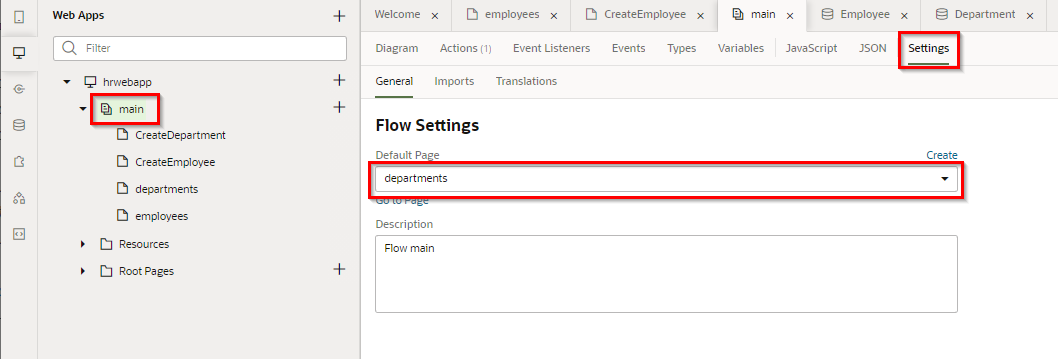 Web Apps
Filter
hrwebapp
main
CreateDepartment
CreateEmployee
departments
employees
Resources
Root Pages
Welcome employees CreateEmployee main Employee Department
Diagram Actions (1) Event Listeners Events Types Variables JavaScript JSON Settings
General Imports Translations
Flow Settings
Default Page Create
departments
Go to Page
Description
Flow main